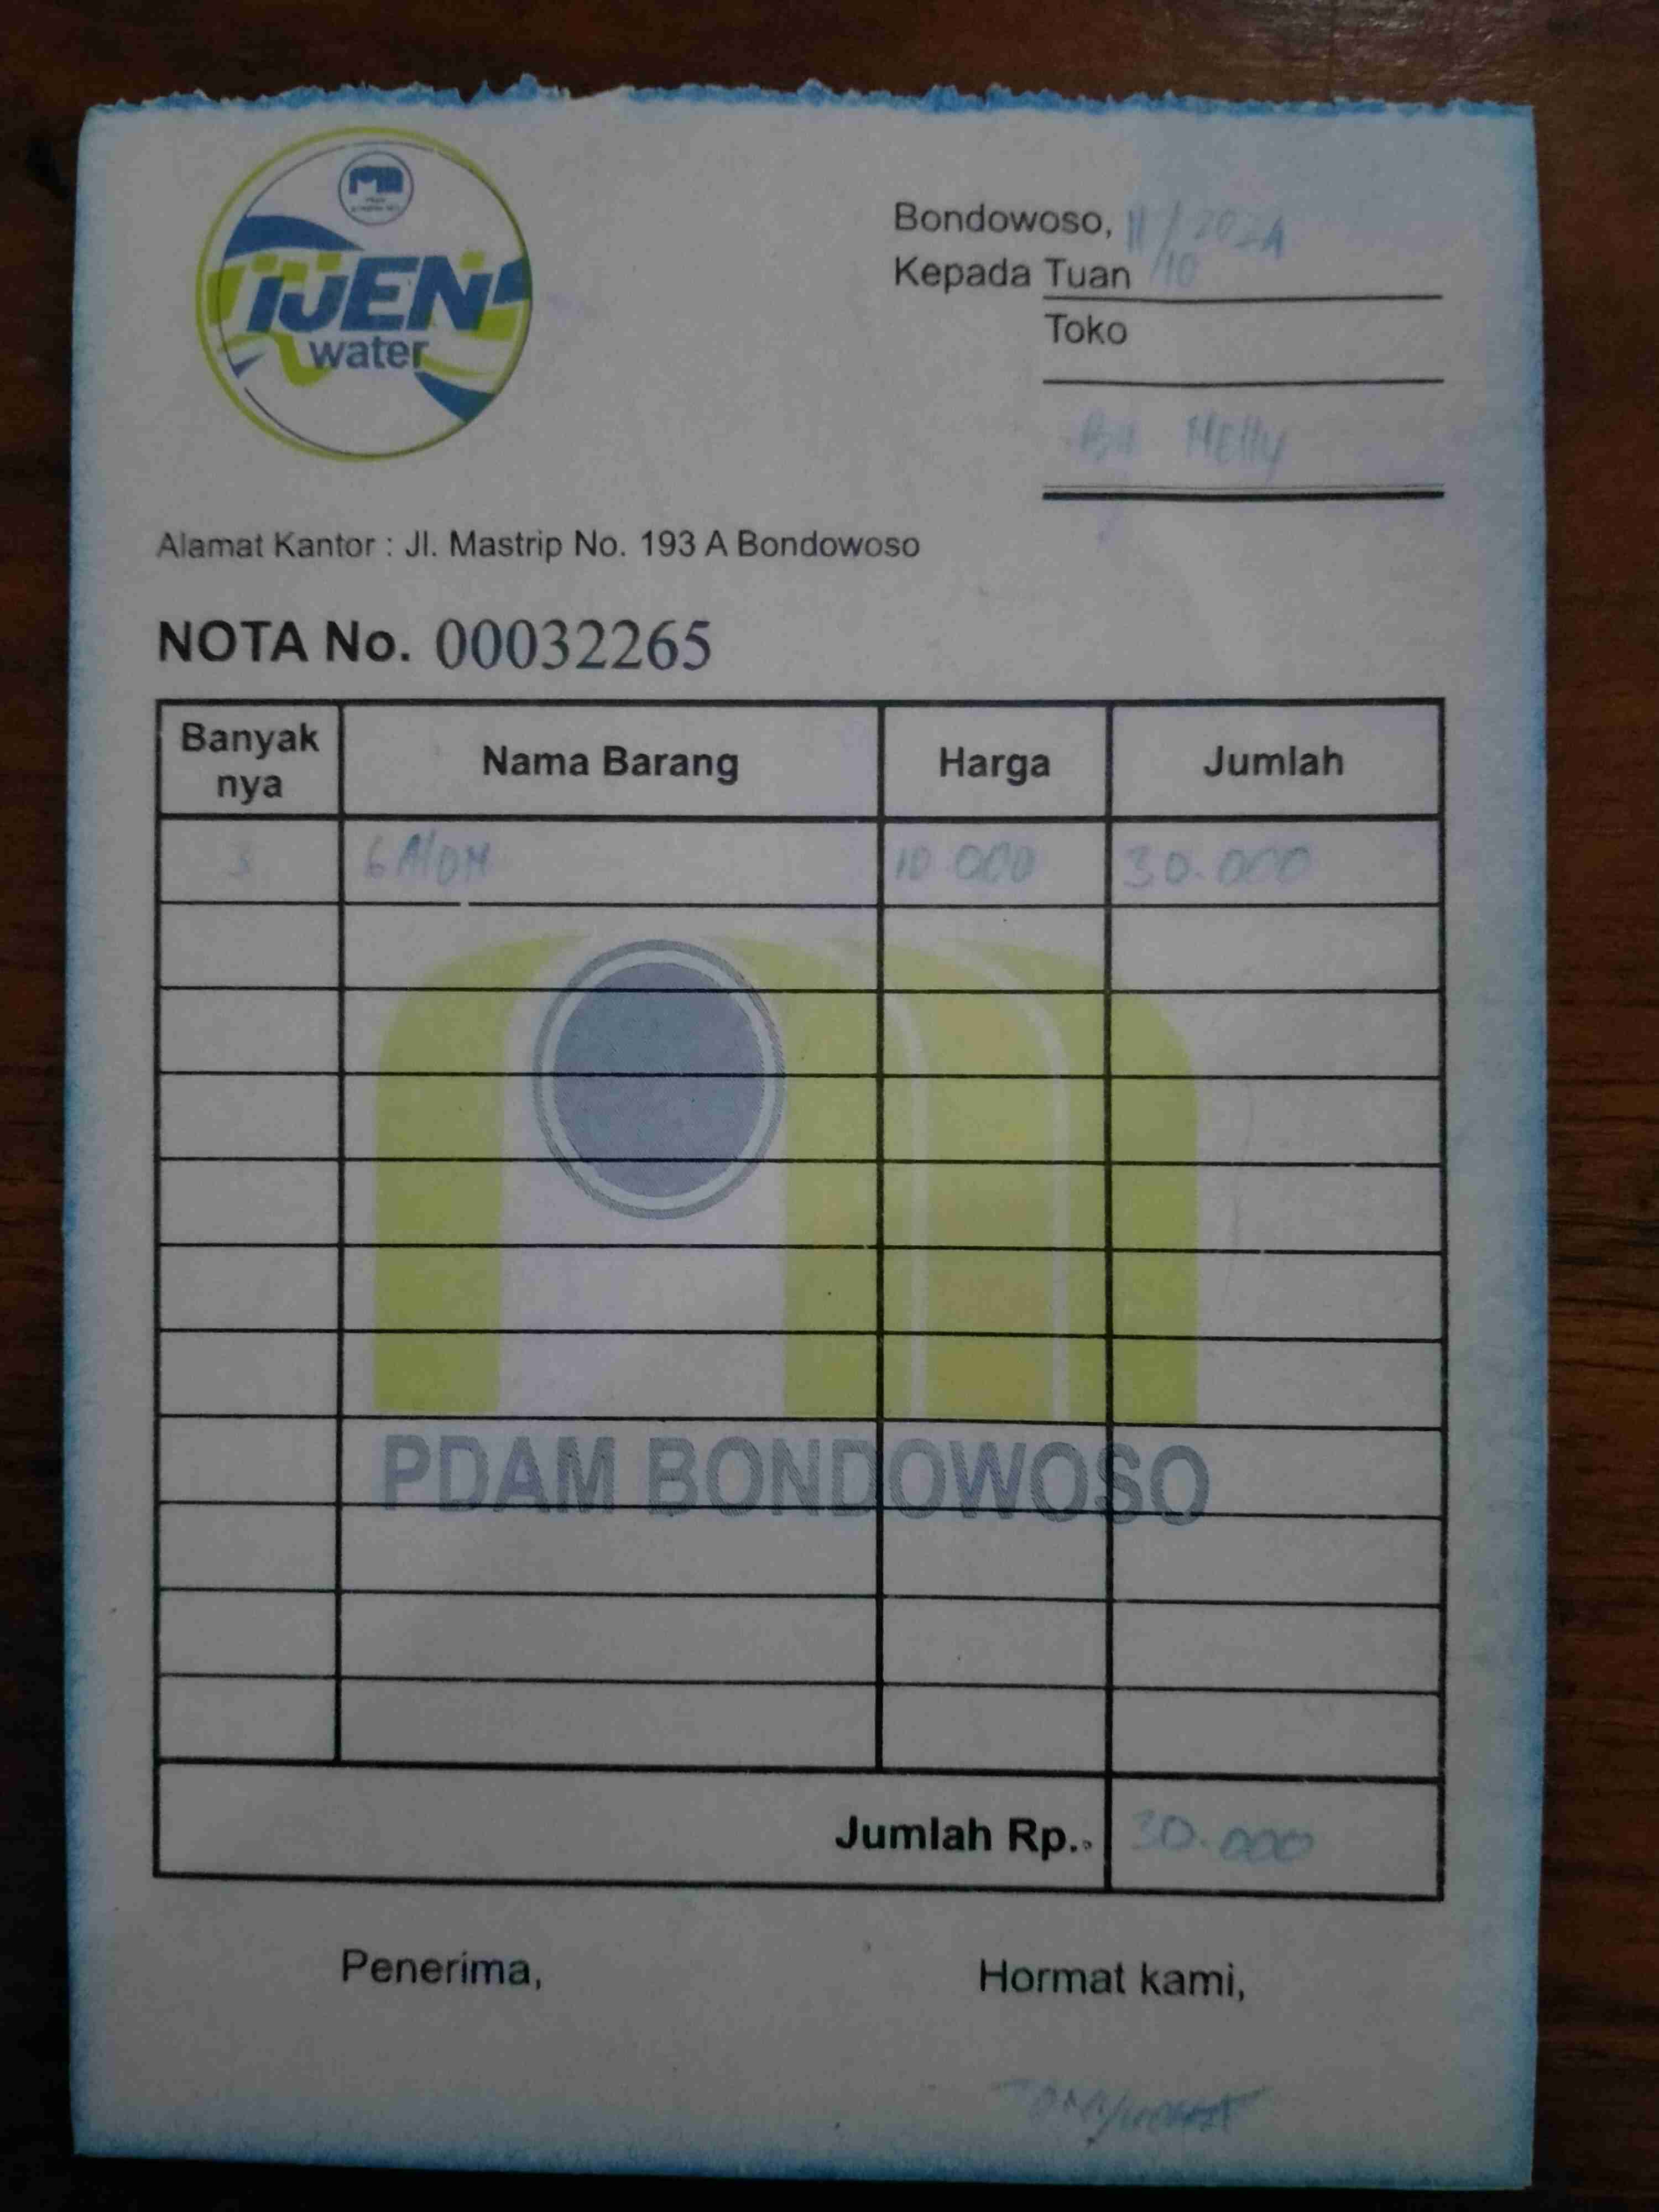 IJEN
water
Bondowoso, 11/10 2024
Kepada Tuan
Toko
Bu Nelly
Alamat Kantor : Jl. Mastrip No. 193 A Bondowoso
NOTA No. 00032265
Banyak nya Nama Barang Harga Jumlah
3 GAlON 10.000 30.000
PDAM BONDOWOSO
Jumlah Rp.. 30.000
Penerima, Hormat kami,